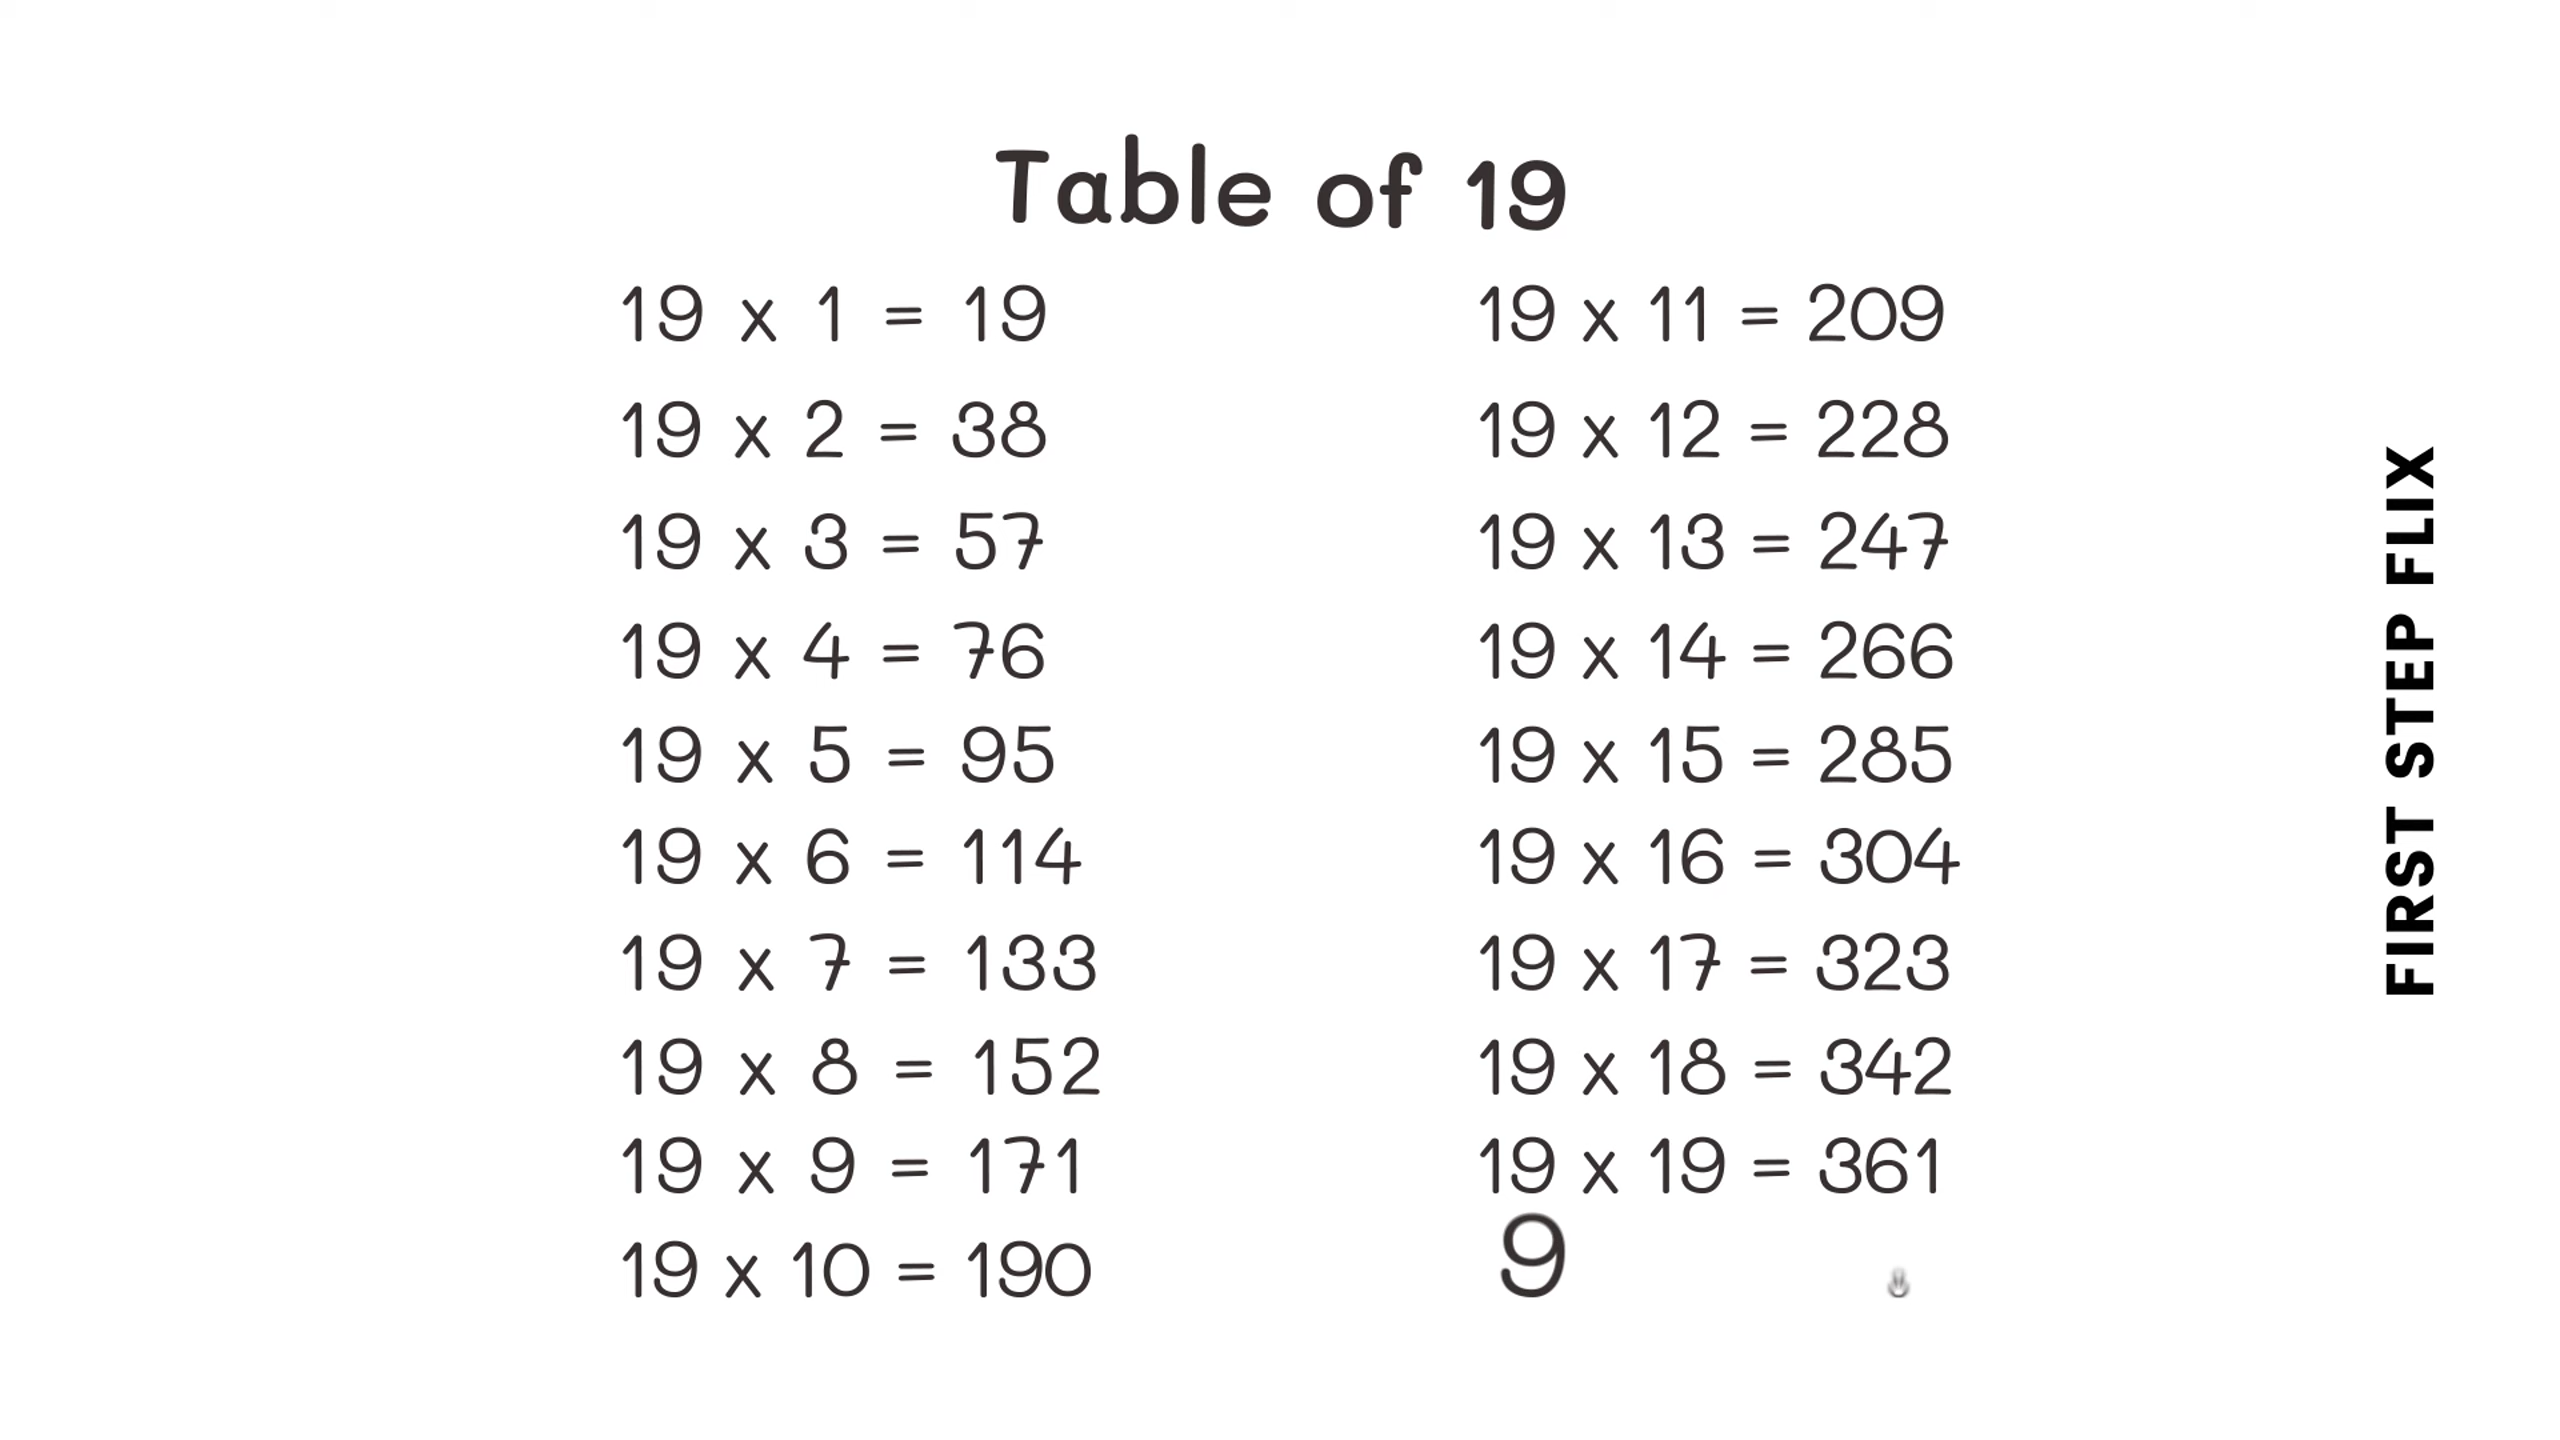 Table of 19
19 x 1 = 19
19 x 2 = 38
19 x 3 = 57
19 x 4 = 76
19 x 5 = 95
19 x 6 = 114
19 x 7 = 133
19 x 8 = 152
19 x 9 = 171
19 x 10 = 190
19 x 11 = 209
19 x 12 = 228
19 x 13 = 247
19 x 14 = 266
19 x 15 = 285
19 x 16 = 304
19 x 17 = 323
19 x 18 = 342
19 x 19 = 361
9
FIRST STEP FLIX